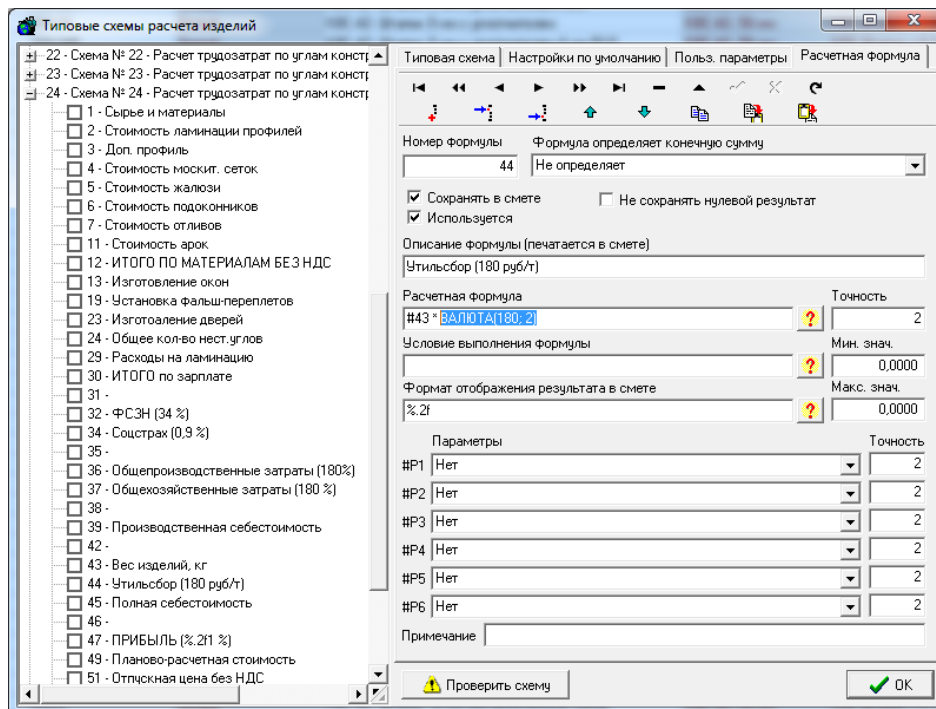 Типовые схемы расчета изделий
22 - Схема № 22 - Расчет трудозатрат по углам констр
23 - Схема № 23 - Расчет трудозатрат по углам констр
24 - Схема № 24 - Расчет трудозатрат по углам констр
1 - Сырье и материалы
2 - Стоимость ламинации профилей
3 - Доп. профиль
4 - Стоимость москит. сеток
5 - Стоимость жалюзи
6 - Стоимость подоконников
7 - Стоимость отливов
11 - Стоимость арок
12 - ИТОГО ПО МАТЕРИАЛАМ БЕЗ НДС
13 - Изготовление окон
19 - Установка фальш-переплетов
23 - Изготоаление дверей
24 - Общее кол-во нест.углов
29 - Расходы на ламинацию
30 - ИТОГО по зарплате
31 -
32 - ФСЗН (34 %)
34 - Соцстрах (0,9 %)
35 -
36 - Общепроизводственные затраты (180%)
37 - Общехозяйственные затраты (180 %)
38 -
39 - Производственная себестоимость
42 -
43 - Вес изделий, кг
44 - Утильсбор (180 руб/т)
45 - Полная себестоимость
46 -
47 - ПРИБЫЛЬ (%.2f1 %)
49 - Планово-расчетная стоимость
51 - Отпускная цена без НДС
Типовая схема Настройки по умолчанию Польз. параметры Расчетная формула
Номер формулы Формула определяет конечную сумму
44 Не определяет
Сохранять в смете Не сохранять нулевой результат
Используется
Описание формулы (печатается в смете)
Утильсбор (180 руб/т)
Расчетная формула Точность
#43 * ВАЛЮТА(180; 2) ? 2
Условие выполнения формулы Мин. знач.
? 0,0000
Формат отображения результата в смете Макс. знач.
%.2f ? 0,0000
Параметры Точность
#P1 Нет 2
#P2 Нет 2
#P3 Нет 2
#P4 Нет 2
#P5 Нет 2
#P6 Нет 2
Примечание
Проверить схему OK